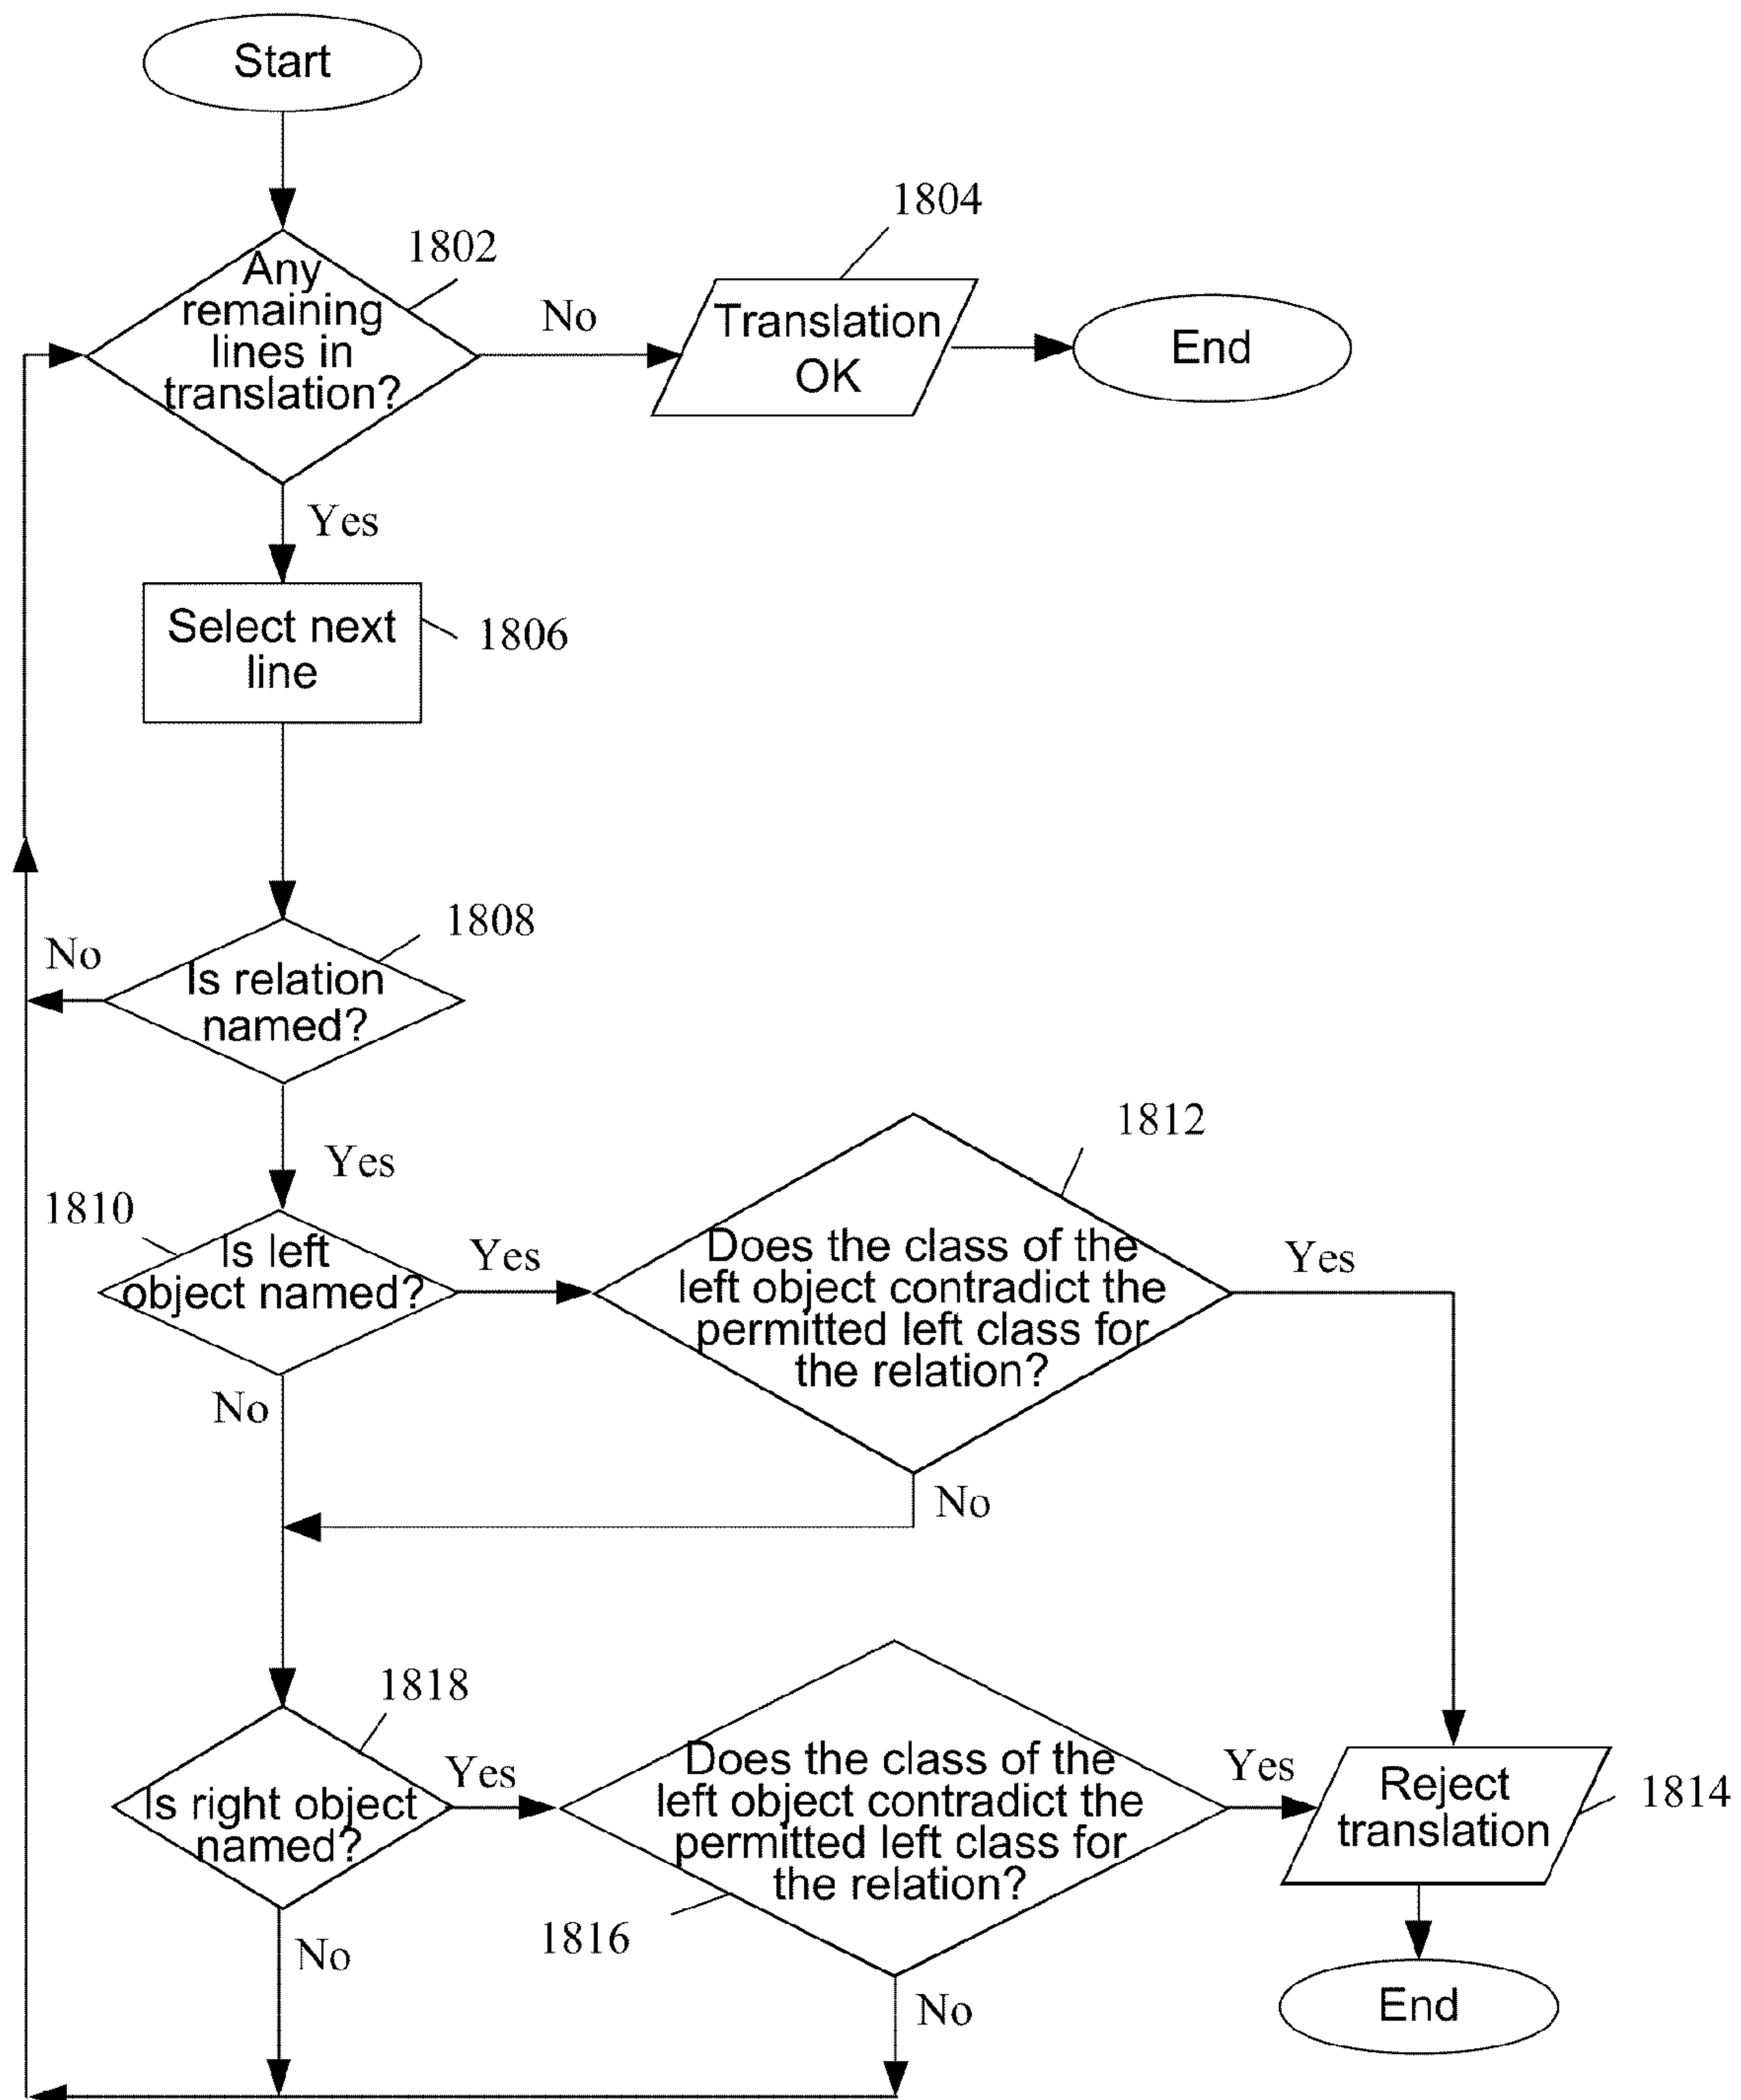 Start
1802
Any
remaining
lines in
translation?
No
1804
Translation
OK
End
Yes
Select next
line
1806
1808
No
Is relation
named?
Yes
1810
Is left
object named?
Yes
1812
Does the class of the
left object contradict the
permitted left class for
the relation?
Yes
No
No
1818
Is right object
named?
Yes
Does the class of the
left object contradict the
permitted left class for
the relation?
1816
Yes
Reject
translation
1814
No
No
End